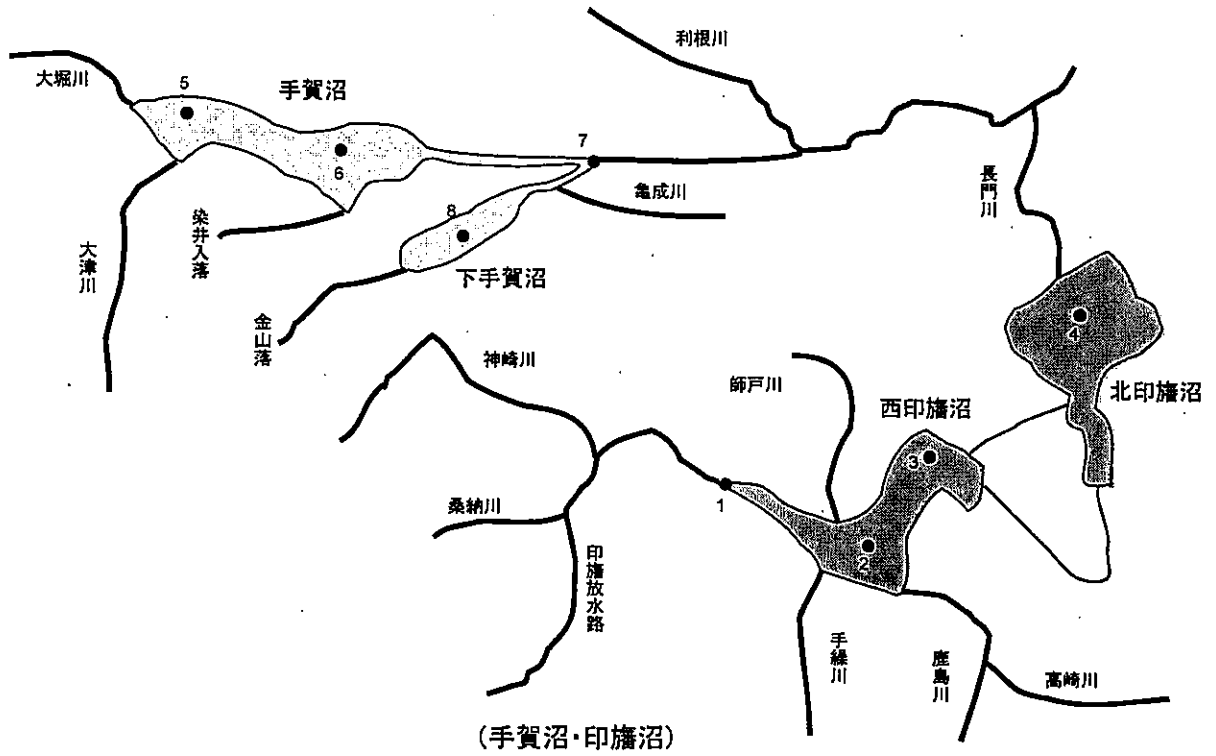 利根川
大堀川
5
手賀沼
7
6
長門川
亀成川
染井入落
8
大津川
下手賀沼
金山落
4
神崎川
師戸川
北印旛沼
西印旛沼
3
1
桑納川
2
印旛放水路
手繰川
鹿島川
高崎川
(手賀沼・印旛沼)